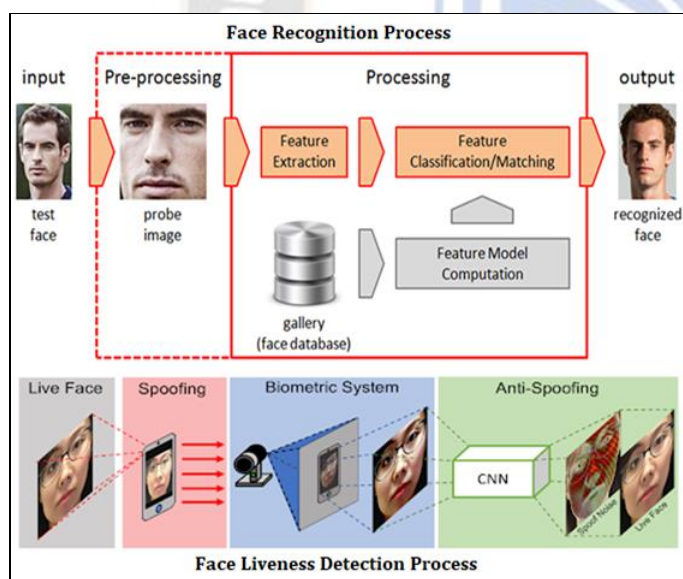 Face Recognition Process
input
Pre-processing
Processing
output
test
face
probe
image
Feature
Extraction
Feature
Classification/Matching
recognized
face
gallery
(face database)
Feature Model
Computation
Live Face
Spoofing
Biometric System
Anti-Spoofing
CNN
Spoof Noise
Live Face
Face Liveness Detection Process